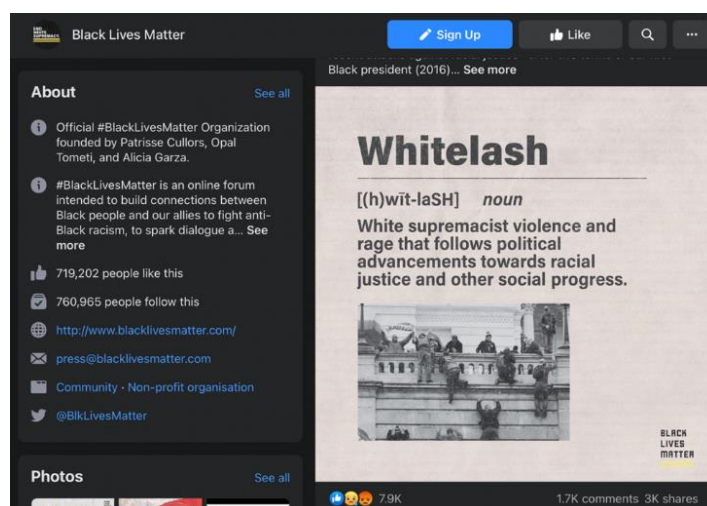 Black Lives Matter
Sign Up
Like
About
See all
Official #BlackLivesMatter Organization
founded by Patrisse Cullors, Opal
Tometi, and Alicia Garza.
#BlackLivesMatter is an online forum
intended to build connections between
Black people and our allies to fight anti-
Black racism, to spark dialogue a... See
more
719,202 people like this
760,965 people follow this
http://www.blacklivesmatter.com/
press@blacklivesmatter.com
Community · Non-profit organisation
@BlkLivesMatter
Photos
See all
Black president (2016)... See more
Whitelash
[(h)wīt-laSH] noun
White supremacist violence and
rage that follows political
advancements towards racial
justice and other social progress.
BLACK
LIVES
MATTER
7.9K
1.7K comments 3K shares